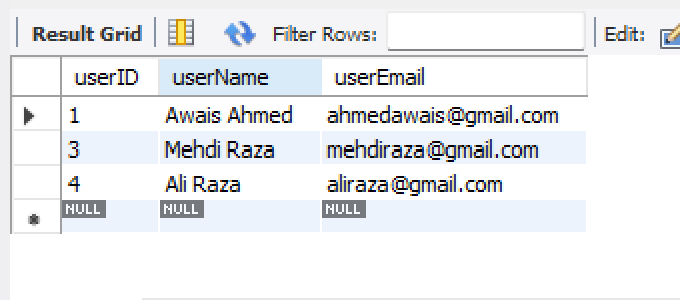 Result Grid Filter Rows: Edit:
userID userName userEmail
1 Awais Ahmed ahmedawais@gmail.com
3 Mehdi Raza mehdiraza@gmail.com
4 Ali Raza aliraza@gmail.com
NULL NULL NULL